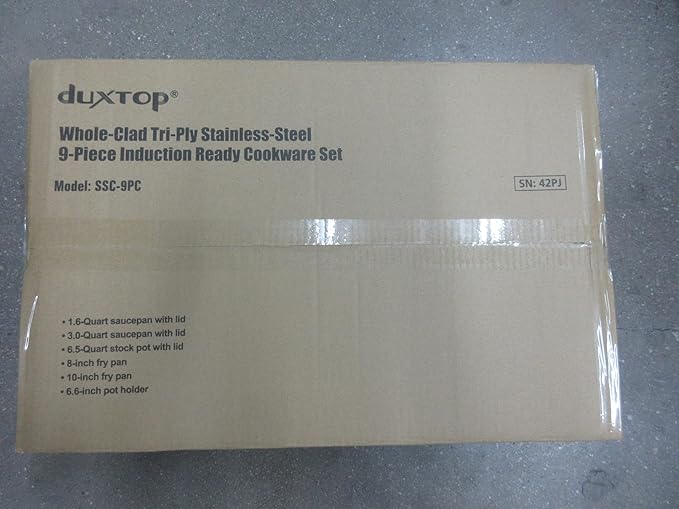 duxtop®
Whole-Clad Tri-Ply Stainless-Steel
9-Piece Induction Ready Cookware Set
Model: SSC-9PC
SN: 42PJ
• 1.6-Quart saucepan with lid
• 3.0-Quart saucepan with lid
• 6.5-Quart stock pot with lid
• 8-inch fry pan
• 10-inch fry pan
• 6.6-inch pot holder